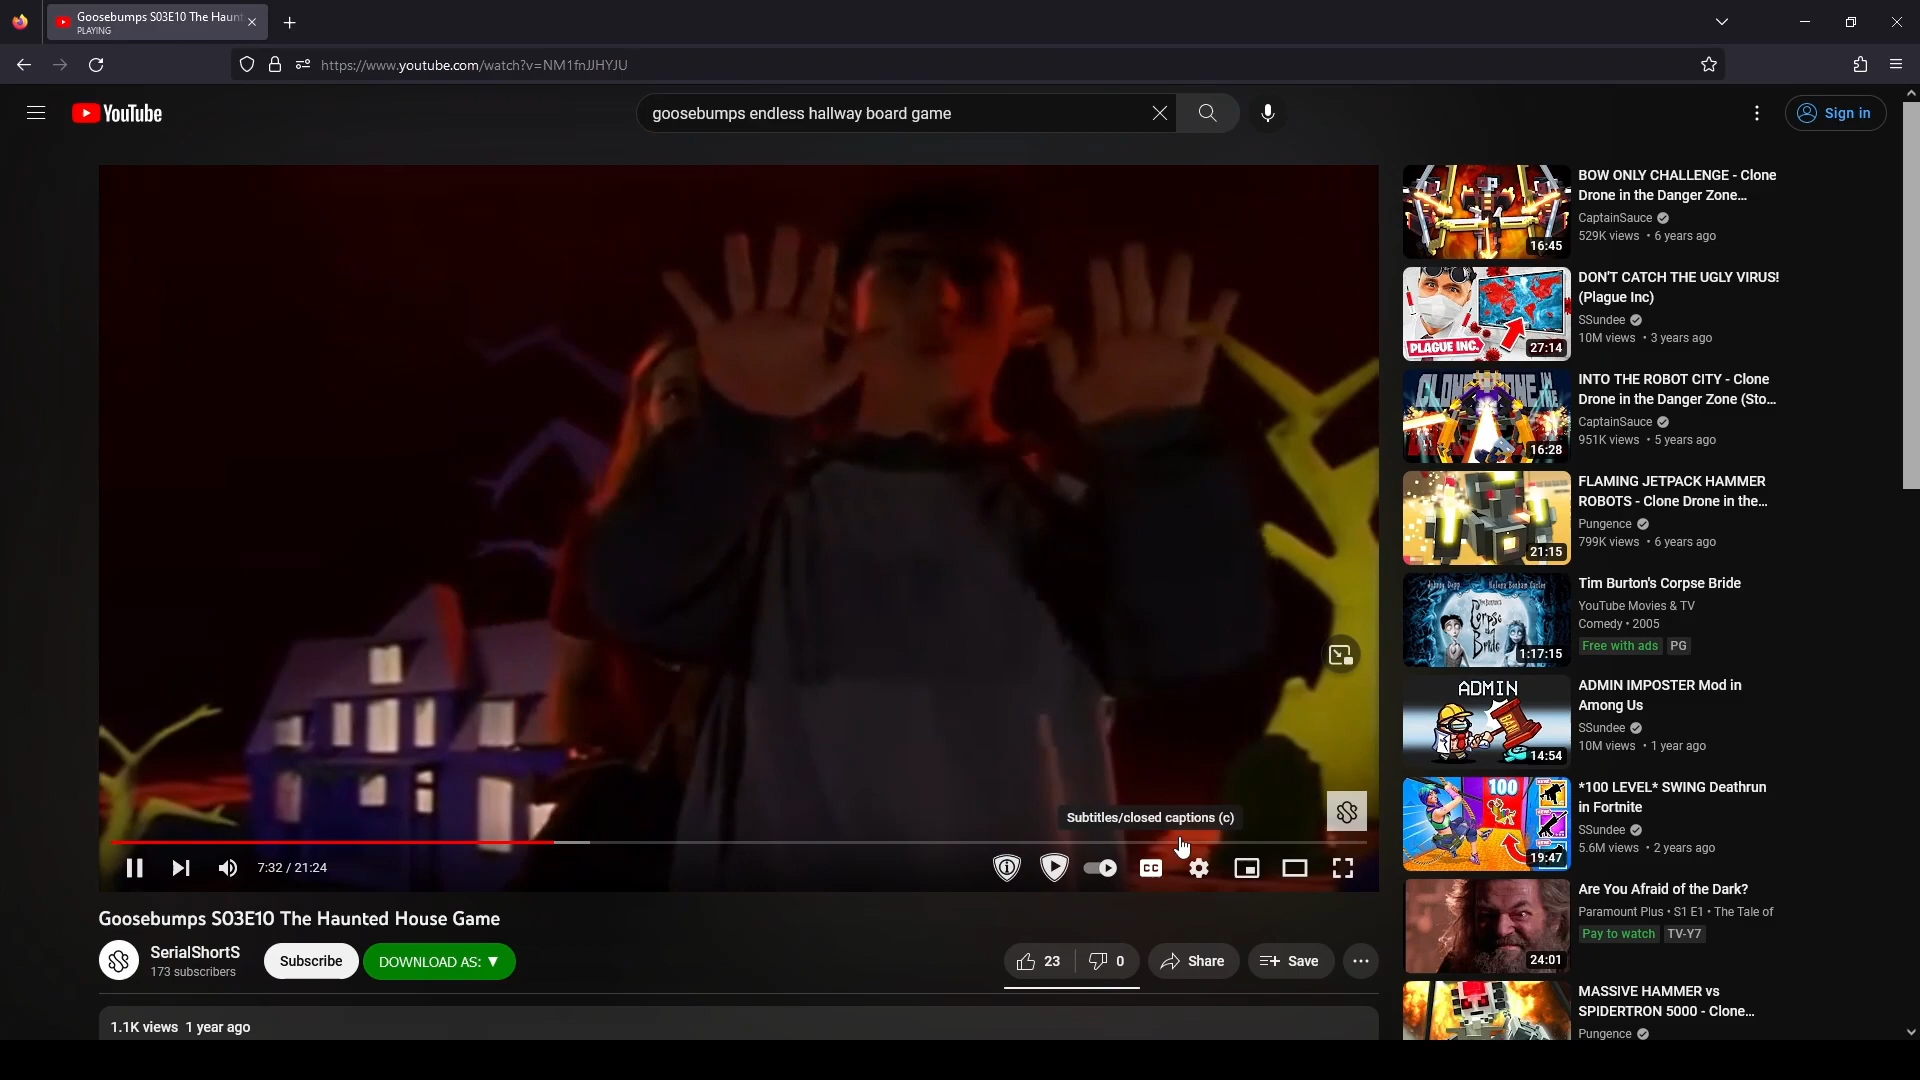 Goosebumps S03E10 The Haunt
PLAYING
https://www.youtube.com/watch?v=NM1fnJJHYJU
YouTube
goosebumps endless hallway board game
Sign in
Subtitles/closed captions (c)
7:32 / 21:24
CC
Goosebumps S03E10 The Haunted House Game
SerialShortS
173 subscribers
Subscribe
DOWNLOAD AS: ▼
23
0
Share
Save
1.1K views 1 year ago
16:45
BOW ONLY CHALLENGE - Clone
Drone in the Danger Zone...
CaptainSauce
529K views • 6 years ago
PLAGUE INC.
27:14
DON'T CATCH THE UGLY VIRUS!
(Plague Inc)
SSundee
10M views • 3 years ago
16:28
INTO THE ROBOT CITY - Clone
Drone in the Danger Zone (Sto...
CaptainSauce
951K views • 5 years ago
21:15
FLAMING JETPACK HAMMER
ROBOTS - Clone Drone in the...
Pungence
799K views • 6 years ago
Johnny Depp Helena Bonham Carter
Corpse
Bride
1:17:15
Tim Burton's Corpse Bride
YouTube Movies & TV
Comedy • 2005
Free with ads PG
ADMIN
14:54
ADMIN IMPOSTER Mod in
Among Us
SSundee
10M views • 1 year ago
100
19:47
*100 LEVEL* SWING Deathrun
in Fortnite
SSundee
5.6M views • 2 years ago
24:01
Are You Afraid of the Dark?
Paramount Plus • S1 E1 • The Tale of
Pay to watch TV-Y7
MASSIVE HAMMER vs
SPIDERTRON 5000 - Clone...
Pungence